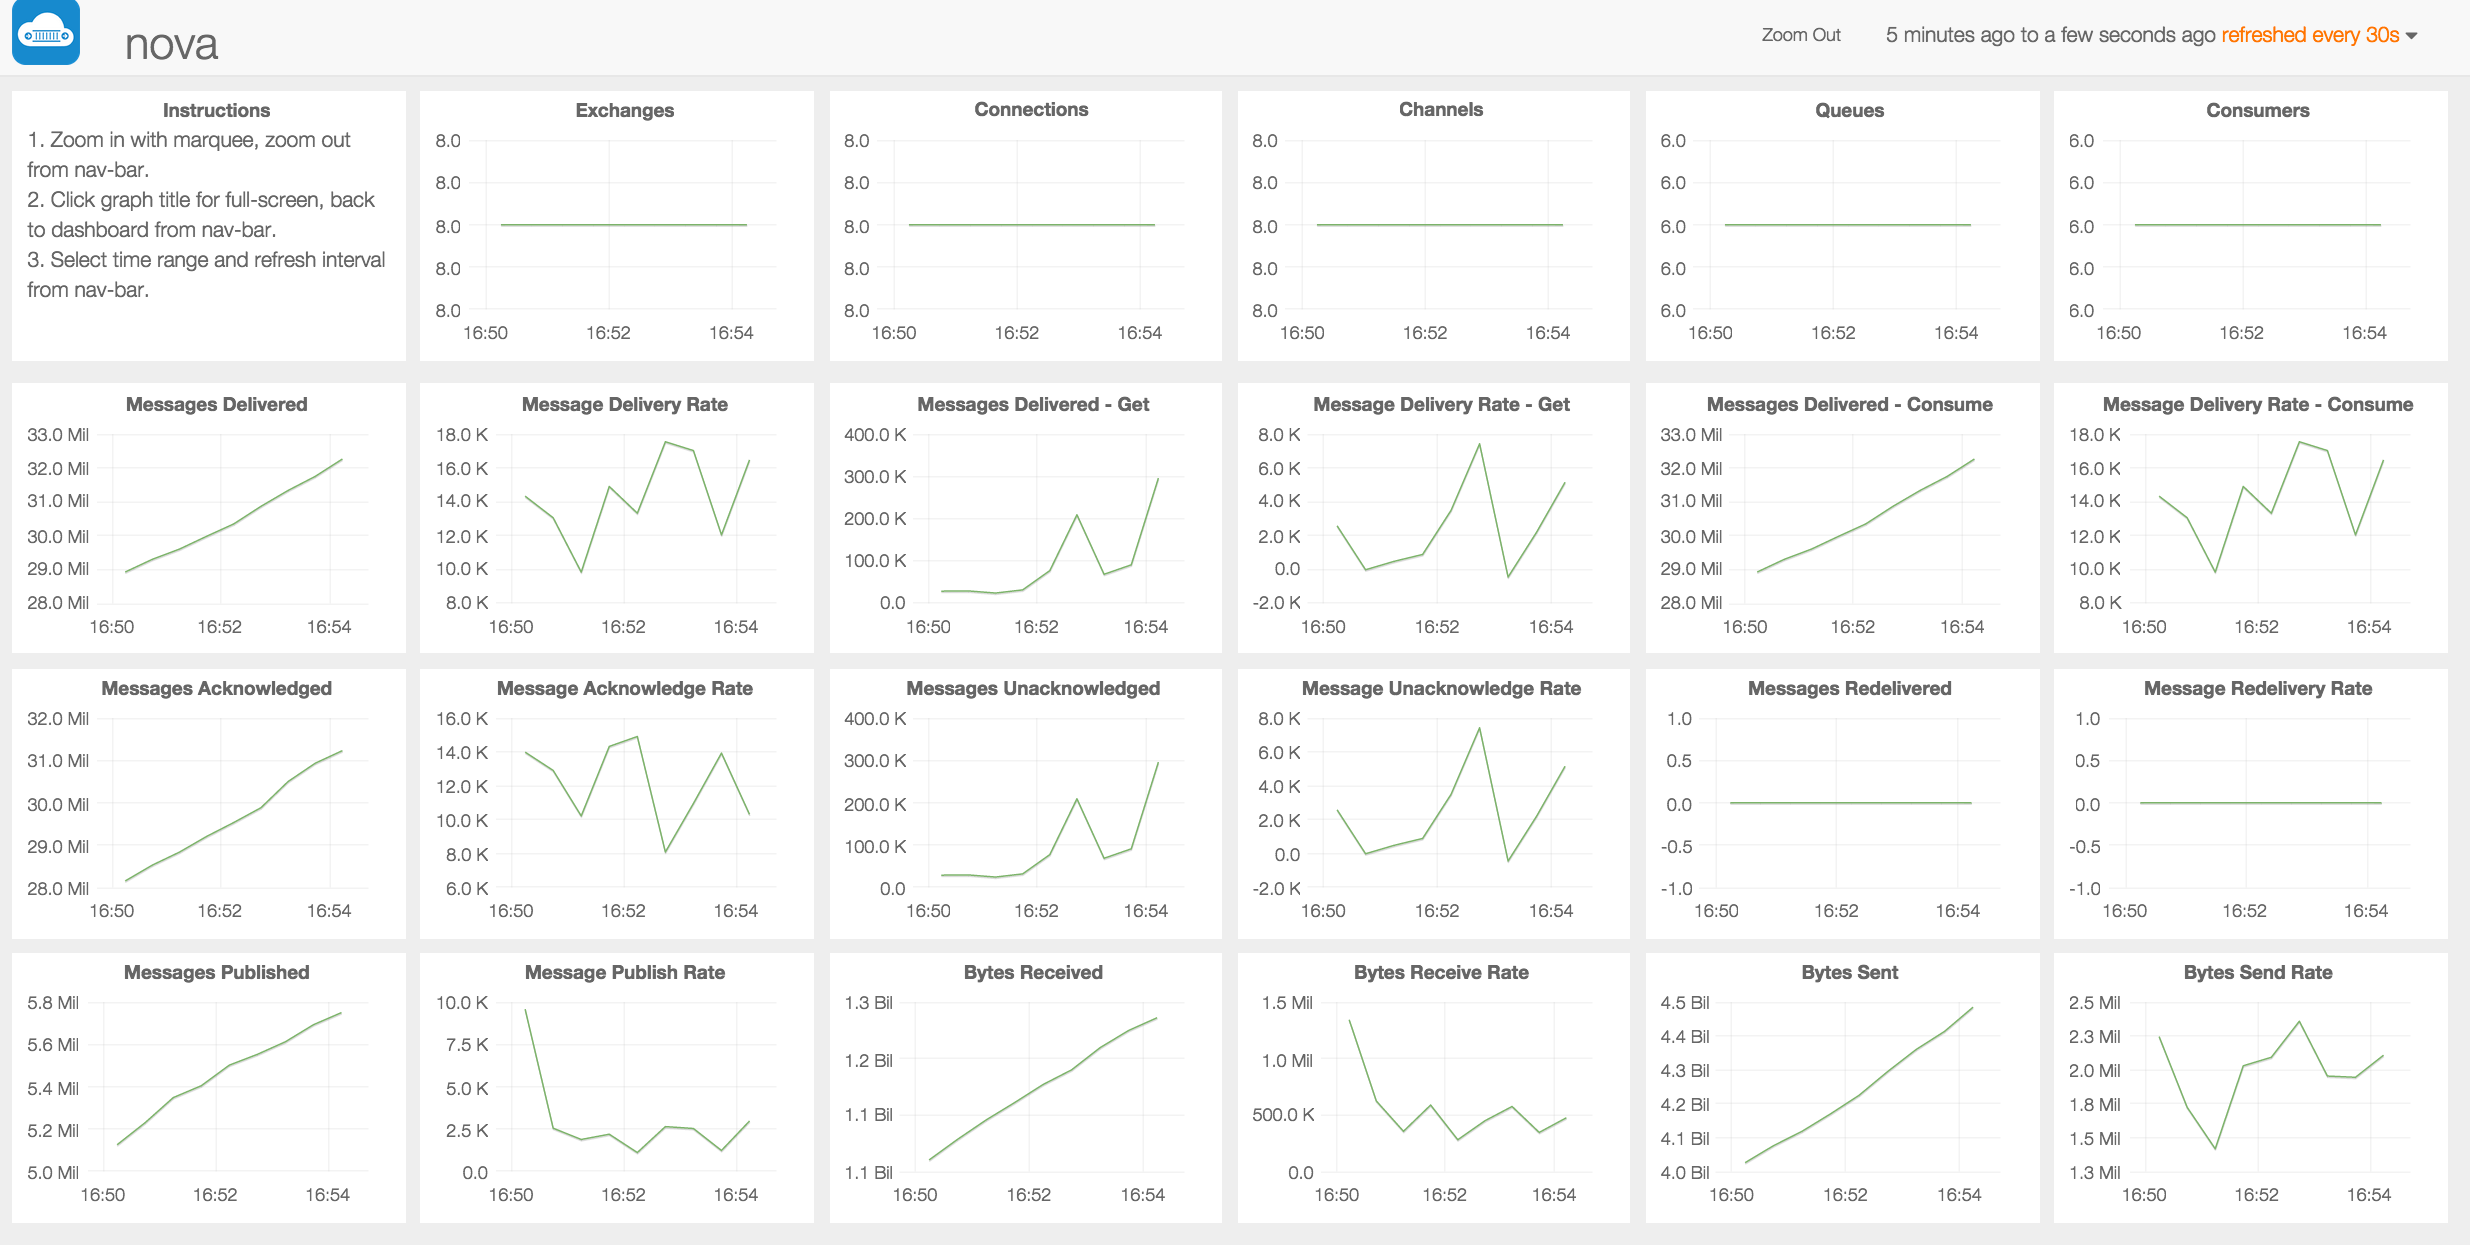 nova
Zoom Out
5 minutes ago to a few seconds ago refreshed every 30s
Instructions
1. Zoom in with marquee, zoom out
from nav-bar.
2. Click graph title for full-screen, back
to dashboard from nav-bar.
3. Select time range and refresh interval
from nav-bar.
Exchanges
8.0
8.0
8.0
8.0
8.0
16:50 16:52 16:54
Connections
8.0
8.0
8.0
8.0
8.0
16:50 16:52 16:54
Channels
8.0
8.0
8.0
8.0
8.0
16:50 16:52 16:54
Queues
6.0
6.0
6.0
6.0
6.0
16:50 16:52 16:54
Consumers
6.0
6.0
6.0
6.0
6.0
16:50 16:52 16:54
Messages Delivered
33.0 Mil
32.0 Mil
31.0 Mil
30.0 Mil
29.0 Mil
28.0 Mil
16:50 16:52 16:54
Message Delivery Rate
18.0 K
16.0 K
14.0 K
12.0 K
10.0 K
8.0 K
16:50 16:52 16:54
Messages Delivered - Get
400.0 K
300.0 K
200.0 K
100.0 K
0.0
16:50 16:52 16:54
Message Delivery Rate - Get
8.0 K
6.0 K
4.0 K
2.0 K
0.0
-2.0 K
16:50 16:52 16:54
Messages Delivered - Consume
33.0 Mil
32.0 Mil
31.0 Mil
30.0 Mil
29.0 Mil
28.0 Mil
16:50 16:52 16:54
Message Delivery Rate - Consume
18.0 K
16.0 K
14.0 K
12.0 K
10.0 K
8.0 K
16:50 16:52 16:54
Messages Acknowledged
32.0 Mil
31.0 Mil
30.0 Mil
29.0 Mil
28.0 Mil
16:50 16:52 16:54
Message Acknowledge Rate
16.0 K
14.0 K
12.0 K
10.0 K
8.0 K
6.0 K
16:50 16:52 16:54
Messages Unacknowledged
400.0 K
300.0 K
200.0 K
100.0 K
0.0
16:50 16:52 16:54
Message Unacknowledge Rate
8.0 K
6.0 K
4.0 K
2.0 K
0.0
-2.0 K
16:50 16:52 16:54
Messages Redelivered
1.0
0.5
0.0
-0.5
-1.0
16:50 16:52 16:54
Message Redelivery Rate
1.0
0.5
0.0
-0.5
-1.0
16:50 16:52 16:54
Messages Published
5.8 Mil
5.6 Mil
5.4 Mil
5.2 Mil
5.0 Mil
16:50 16:52 16:54
Message Publish Rate
10.0 K
7.5 K
5.0 K
2.5 K
0.0
16:50 16:52 16:54
Bytes Received
1.3 Bil
1.2 Bil
1.1 Bil
1.1 Bil
16:50 16:52 16:54
Bytes Receive Rate
1.5 Mil
1.0 Mil
500.0 K
0.0
16:50 16:52 16:54
Bytes Sent
4.5 Bil
4.4 Bil
4.3 Bil
4.2 Bil
4.1 Bil
4.0 Bil
16:50 16:52 16:54
Bytes Send Rate
2.5 Mil
2.3 Mil
2.0 Mil
1.8 Mil
1.5 Mil
1.3 Mil
16:50 16:52 16:54